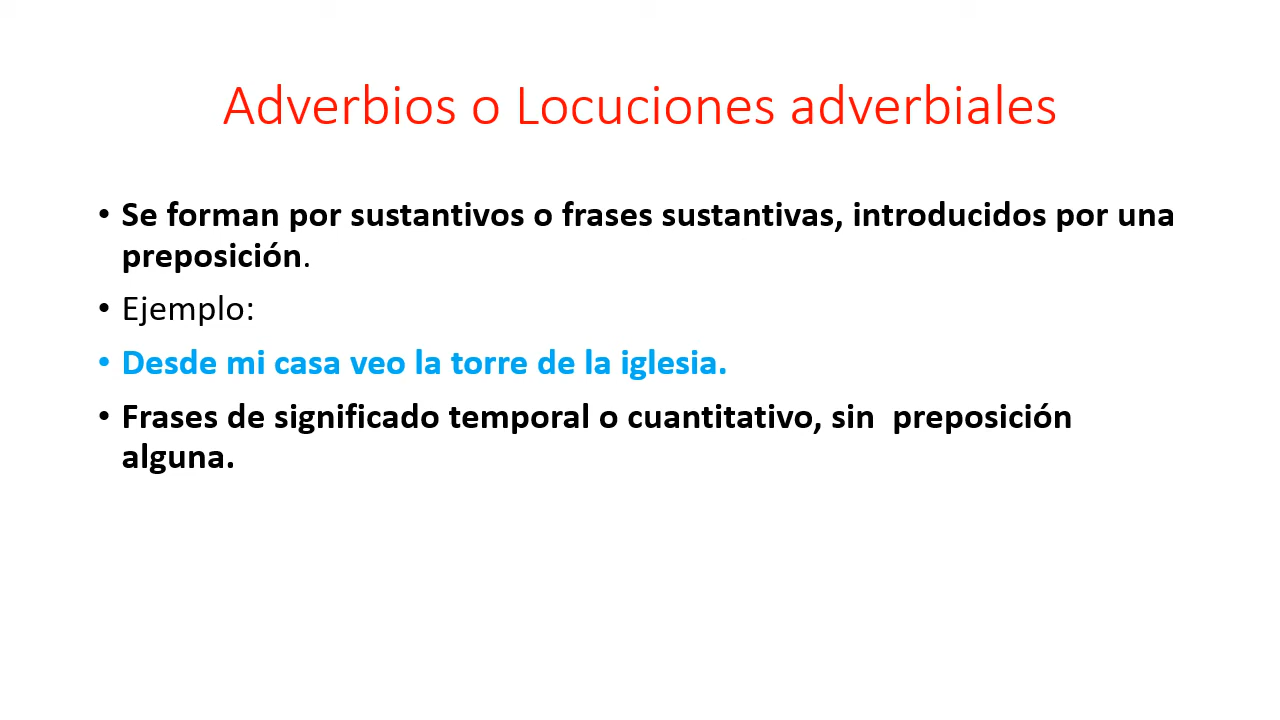 Adverbios o Locuciones adverbiales
• Se forman por sustantivos o frases sustantivas, introducidos por una
preposición.
• Ejemplo:
• Desde mi casa veo la torre de la iglesia.
• Frases de significado temporal o cuantitativo, sin  preposición
alguna.